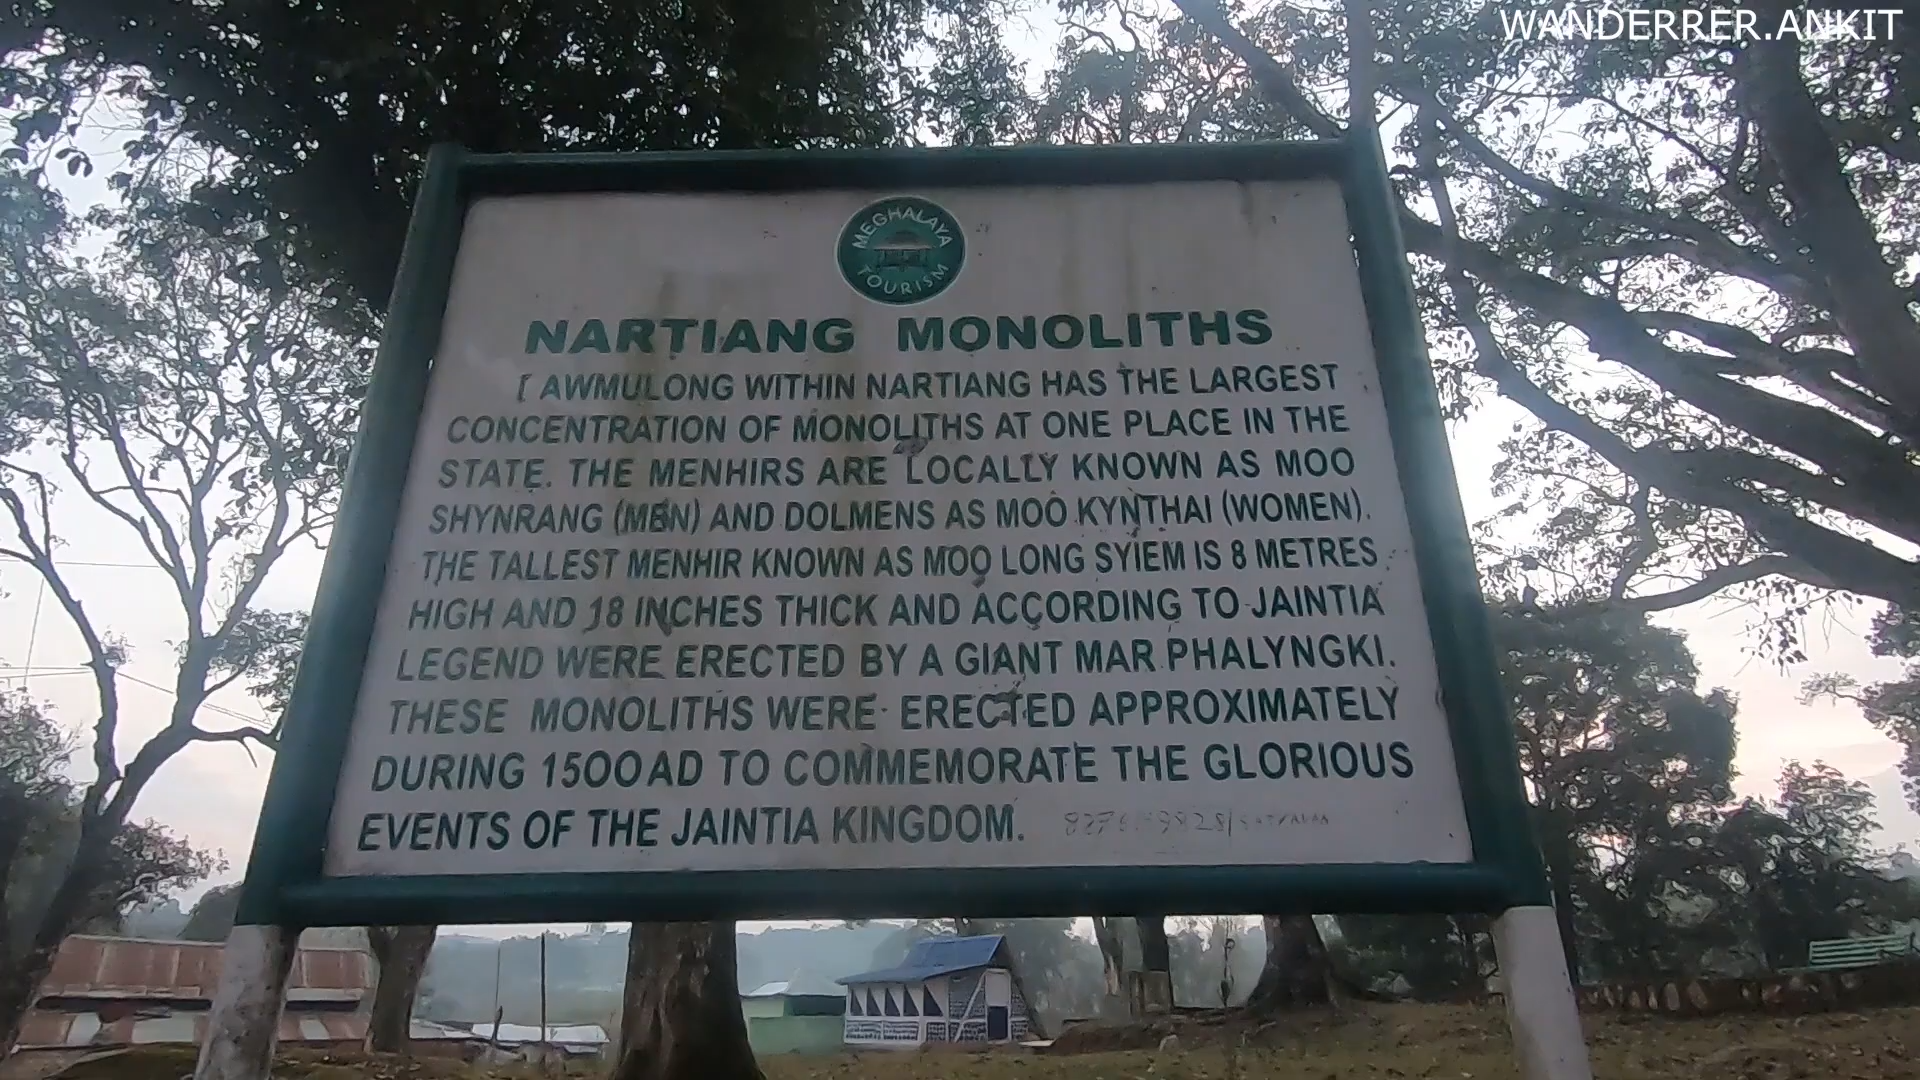 WANDERRER.ANKIT
MEGHALAYA
TOURISM
NARTIANG MONOLITHS
[ AWMULONG WITHIN NARTIANG HAS THE LARGEST
CONCENTRATION OF MONOLITHS AT ONE PLACE IN THE
STATE. THE MENHIRS ARE LOCALLY KNOWN AS MOO
SHYNRANG (MEN) AND DOLMENS AS MOO KYNTHAI (WOMEN).
THE TALLEST MENHIR KNOWN AS MOO LONG SYIEM IS 8 METRES
HIGH AND 18 INCHES THICK AND ACCORDING TO JAINTIA
LEGEND WERE ERECTED BY A GIANT MAR PHALYNGKI.
THESE MONOLITHS WERE ERECTED APPROXIMATELY
DURING 1500AD TO COMMEMORATE THE GLORIOUS
EVENTS OF THE JAINTIA KINGDOM.